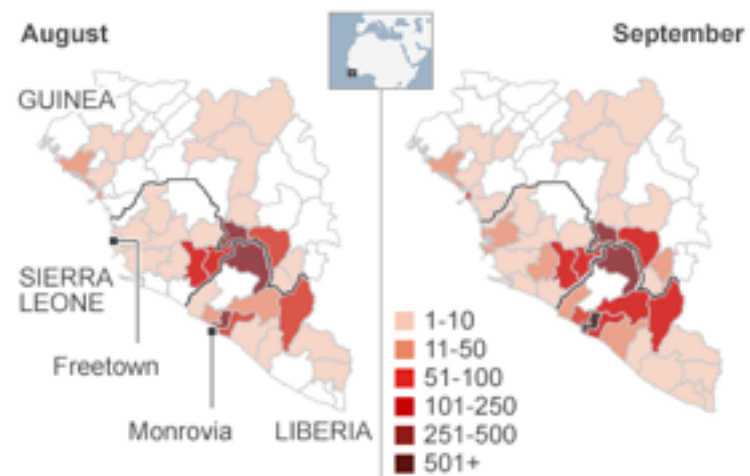 August
September
GUINEA
SIERRA
LEONE
Freetown
Monrovia
LIBERIA
1-10
11-50
51-100
101-250
251-500
501+